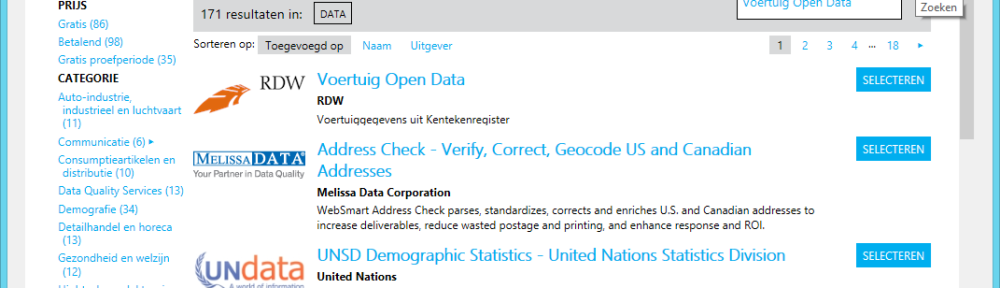 PRIJS
Gratis (86)
Betalend (98)
Gratis proefperiode (35)
CATEGORIE
Auto-industrie,
industrieel en luchtvaart
(11)
Communicatie (6)
Consumptieartikelen en
distributie (10)
Data Quality Services (13)
Demografie (34)
Detailhandel en horeca
(13)
Gezondheid en welzijn
(12)
171 resultaten in: DATA
Voertuig Open Data
Zoeken
Sorteren op: Toegevoegd op Naam Uitgever
1 2 3 4 ... 18
RDW
Voertuig Open Data
RDW
Voertuiggegevens uit Kentekenregister
SELECTEREN
MELISSA DATA
Your Partner in Data Quality
Address Check - Verify, Correct, Geocode US and Canadian
Addresses
Melissa Data Corporation
WebSmart Address Check parses, standardizes, corrects and enriches U.S. and Canadian addresses to
increase deliverables, reduce wasted postage and printing, and enhance response and ROI.
SELECTEREN
UNdata
A world of information
UNSD Demographic Statistics - United Nations Statistics Division
United Nations
SELECTEREN